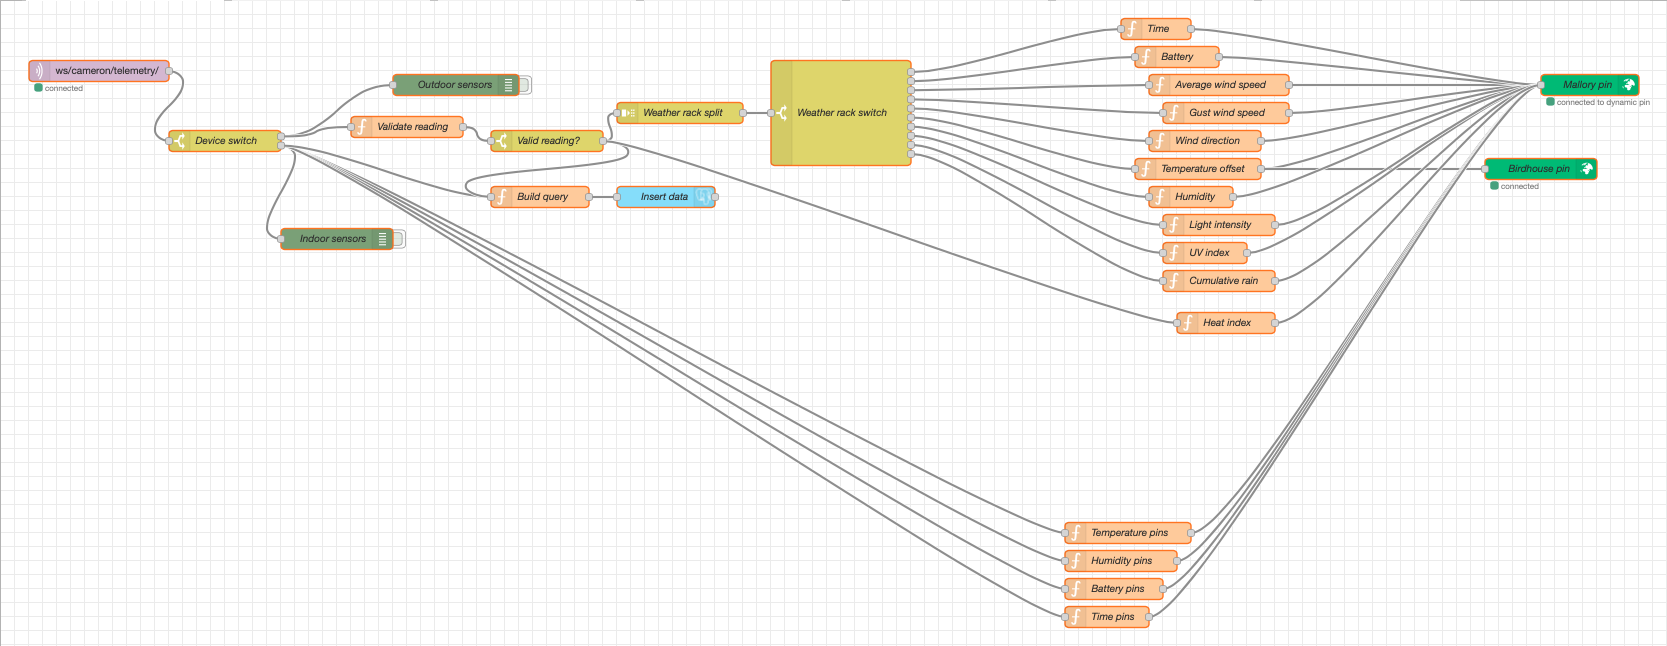 ws/cameron/telemetry/
connected
Device switch
Outdoor sensors
Validate reading
Valid reading?
Indoor sensors
Weather rack split
Build query
Insert data
Weather rack switch
Time
Battery
Average wind speed
Gust wind speed
Wind direction
Temperature offset
Humidity
Light intensity
UV index
Cumulative rain
Heat index
Mallory pin
connected to dynamic pin
Birdhouse pin
connected
Temperature pins
Humidity pins
Battery pins
Time pins